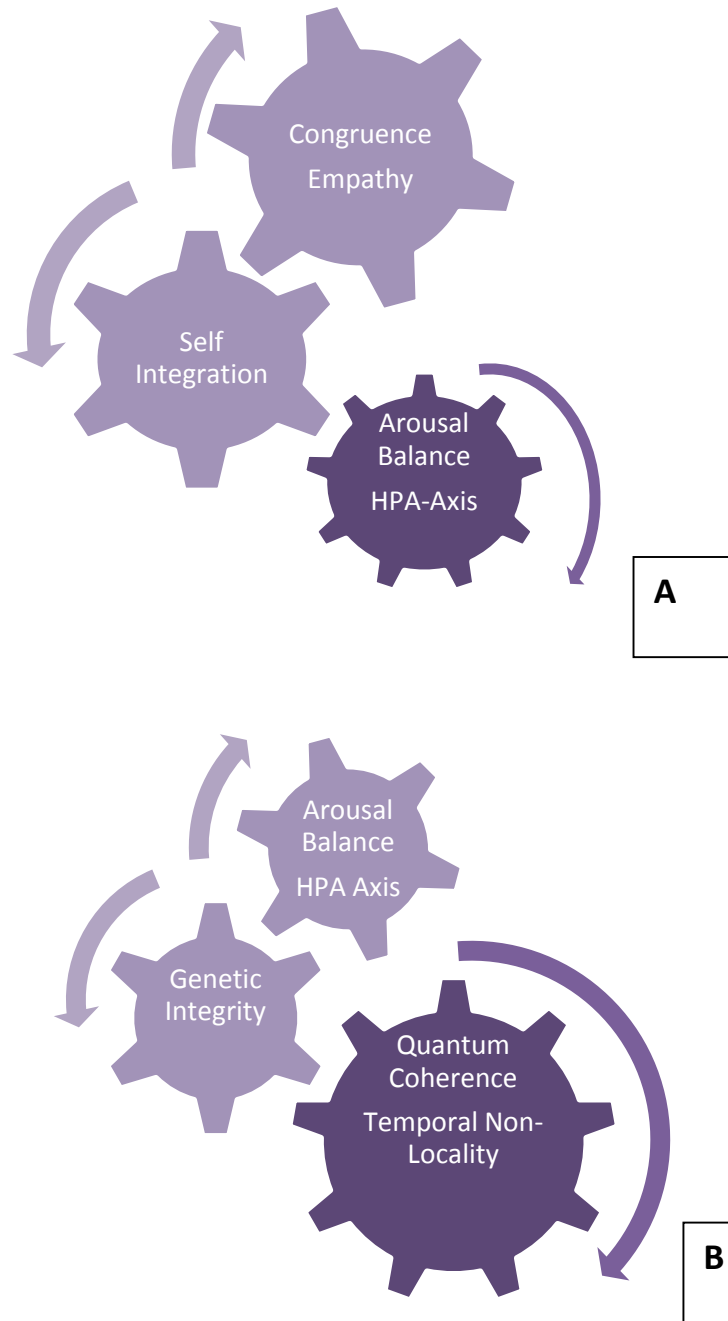 Congruence
Empathy
Self
Integration
Arousal
Balance
HPA-Axis
A
Arousal
Balance
HPA Axis
Genetic
Integrity
Quantum
Coherence
Temporal Non-
Locality
B